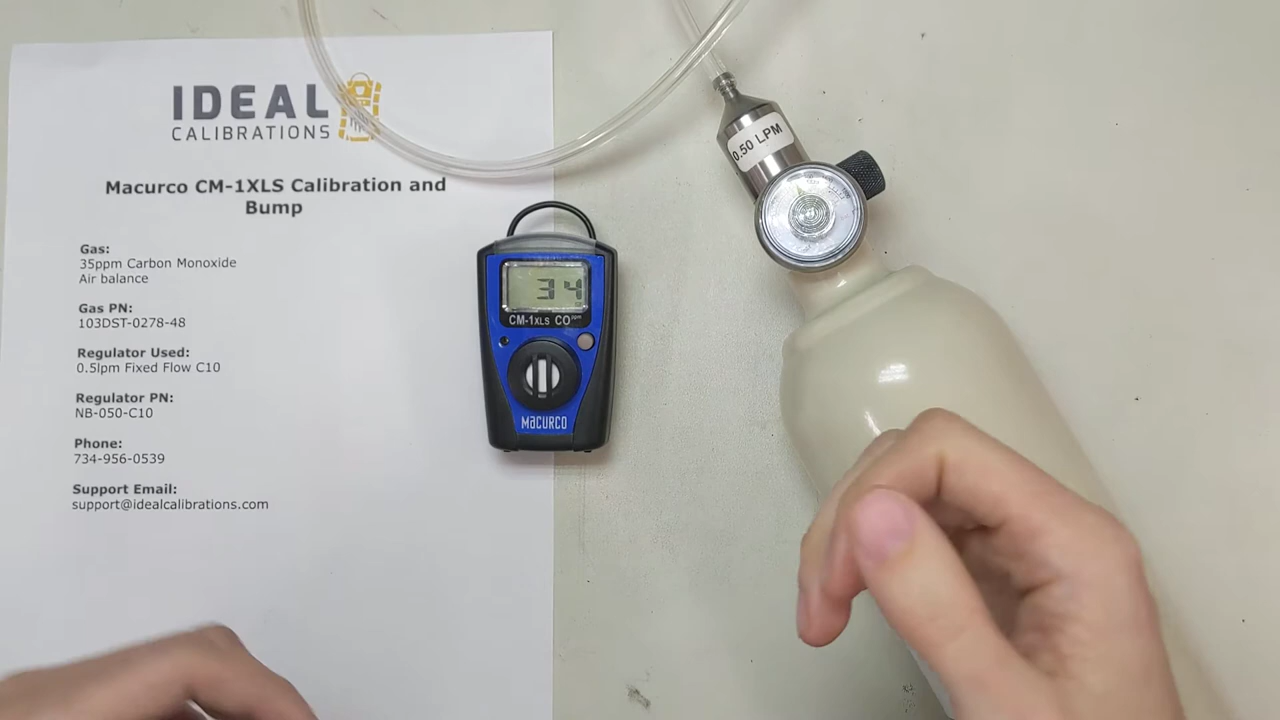 IDEAL
CALIBRATIONS
Macurco CM-1XLS Calibration and
Bump
Gas:
35ppm Carbon Monoxide
Air balance
Gas PN:
103DST-0278-48
Regulator Used:
0.5lpm Fixed Flow C10
Regulator PN:
NB-050-C10
Phone:
734-956-0539
Support Email:
support@idealcalibrations.com
34
CM-1XLS CO ppm
MACURCO
0.50 LPM